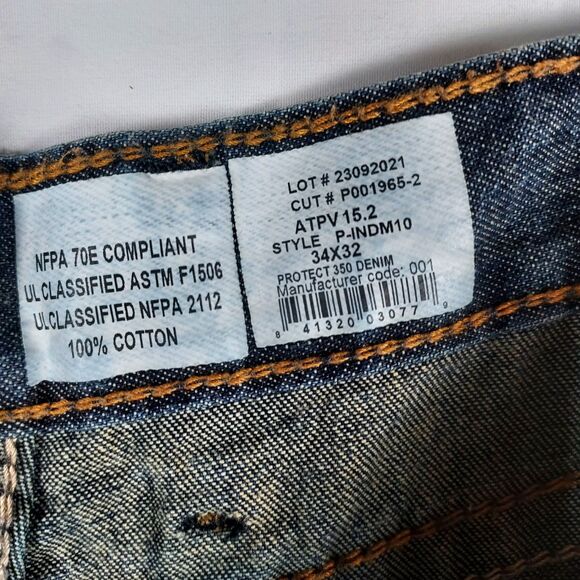 NFPA 70E COMPLIANT
UL CLASSIFIED ASTM F1506
UL CLASSIFIED NFPA 2112
100% COTTON
LOT # 23092021
CUT # P001965-2
ATPV 15.2
STYLE P-INDM10
34X32
PROTECT 350 DENIM
Manufacturer code: 001
8 41320 03077 9